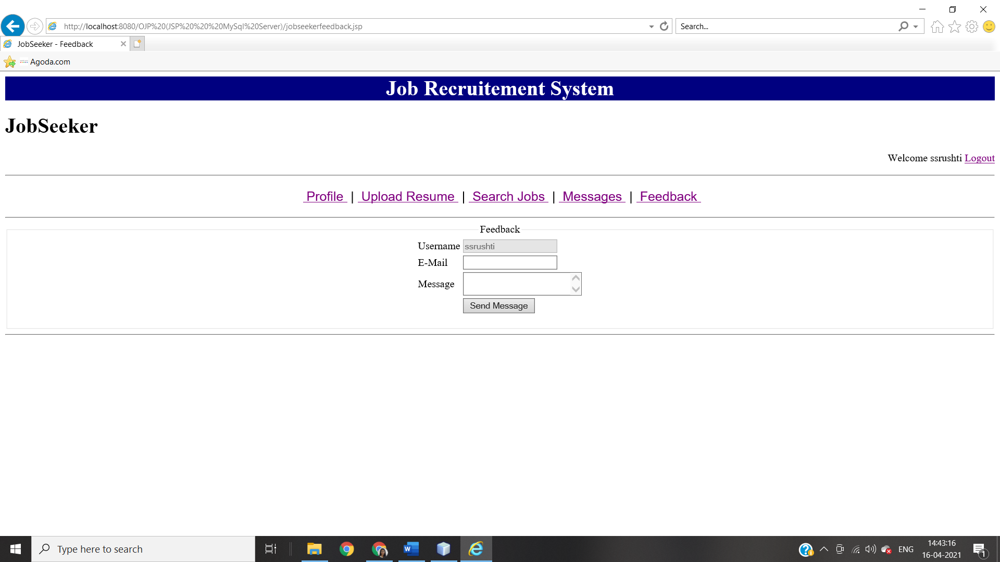 http://localhost:8080/OJP%20(JSP%20%20%20MySql%20Server)/jobseekerfeedback.jsp
Search...
JobSeeker - Feedback
Agoda.com
Job Recruitement System
JobSeeker
Welcome ssrushti Logout
Profile | Upload Resume | Search Jobs | Messages | Feedback
Feedback
Username ssrushti
E-Mail
Message
Send Message
Type here to search
ENG
14:43:16
16-04-2021
1